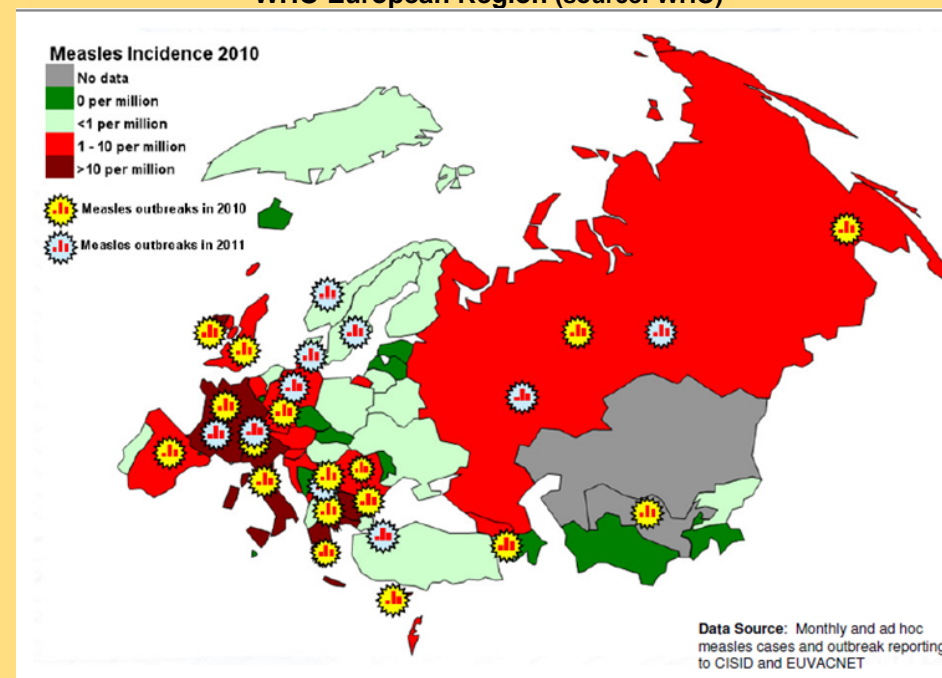 WHO European Region (source: WHO)
Measles Incidence 2010
No data
0 per million
<1 per million
1 - 10 per million
>10 per million
Measles outbreaks in 2010
Measles outbreaks in 2011
Data Source: Monthly and ad hoc
measles cases and outbreak reporting
to CISID and EUVACNET